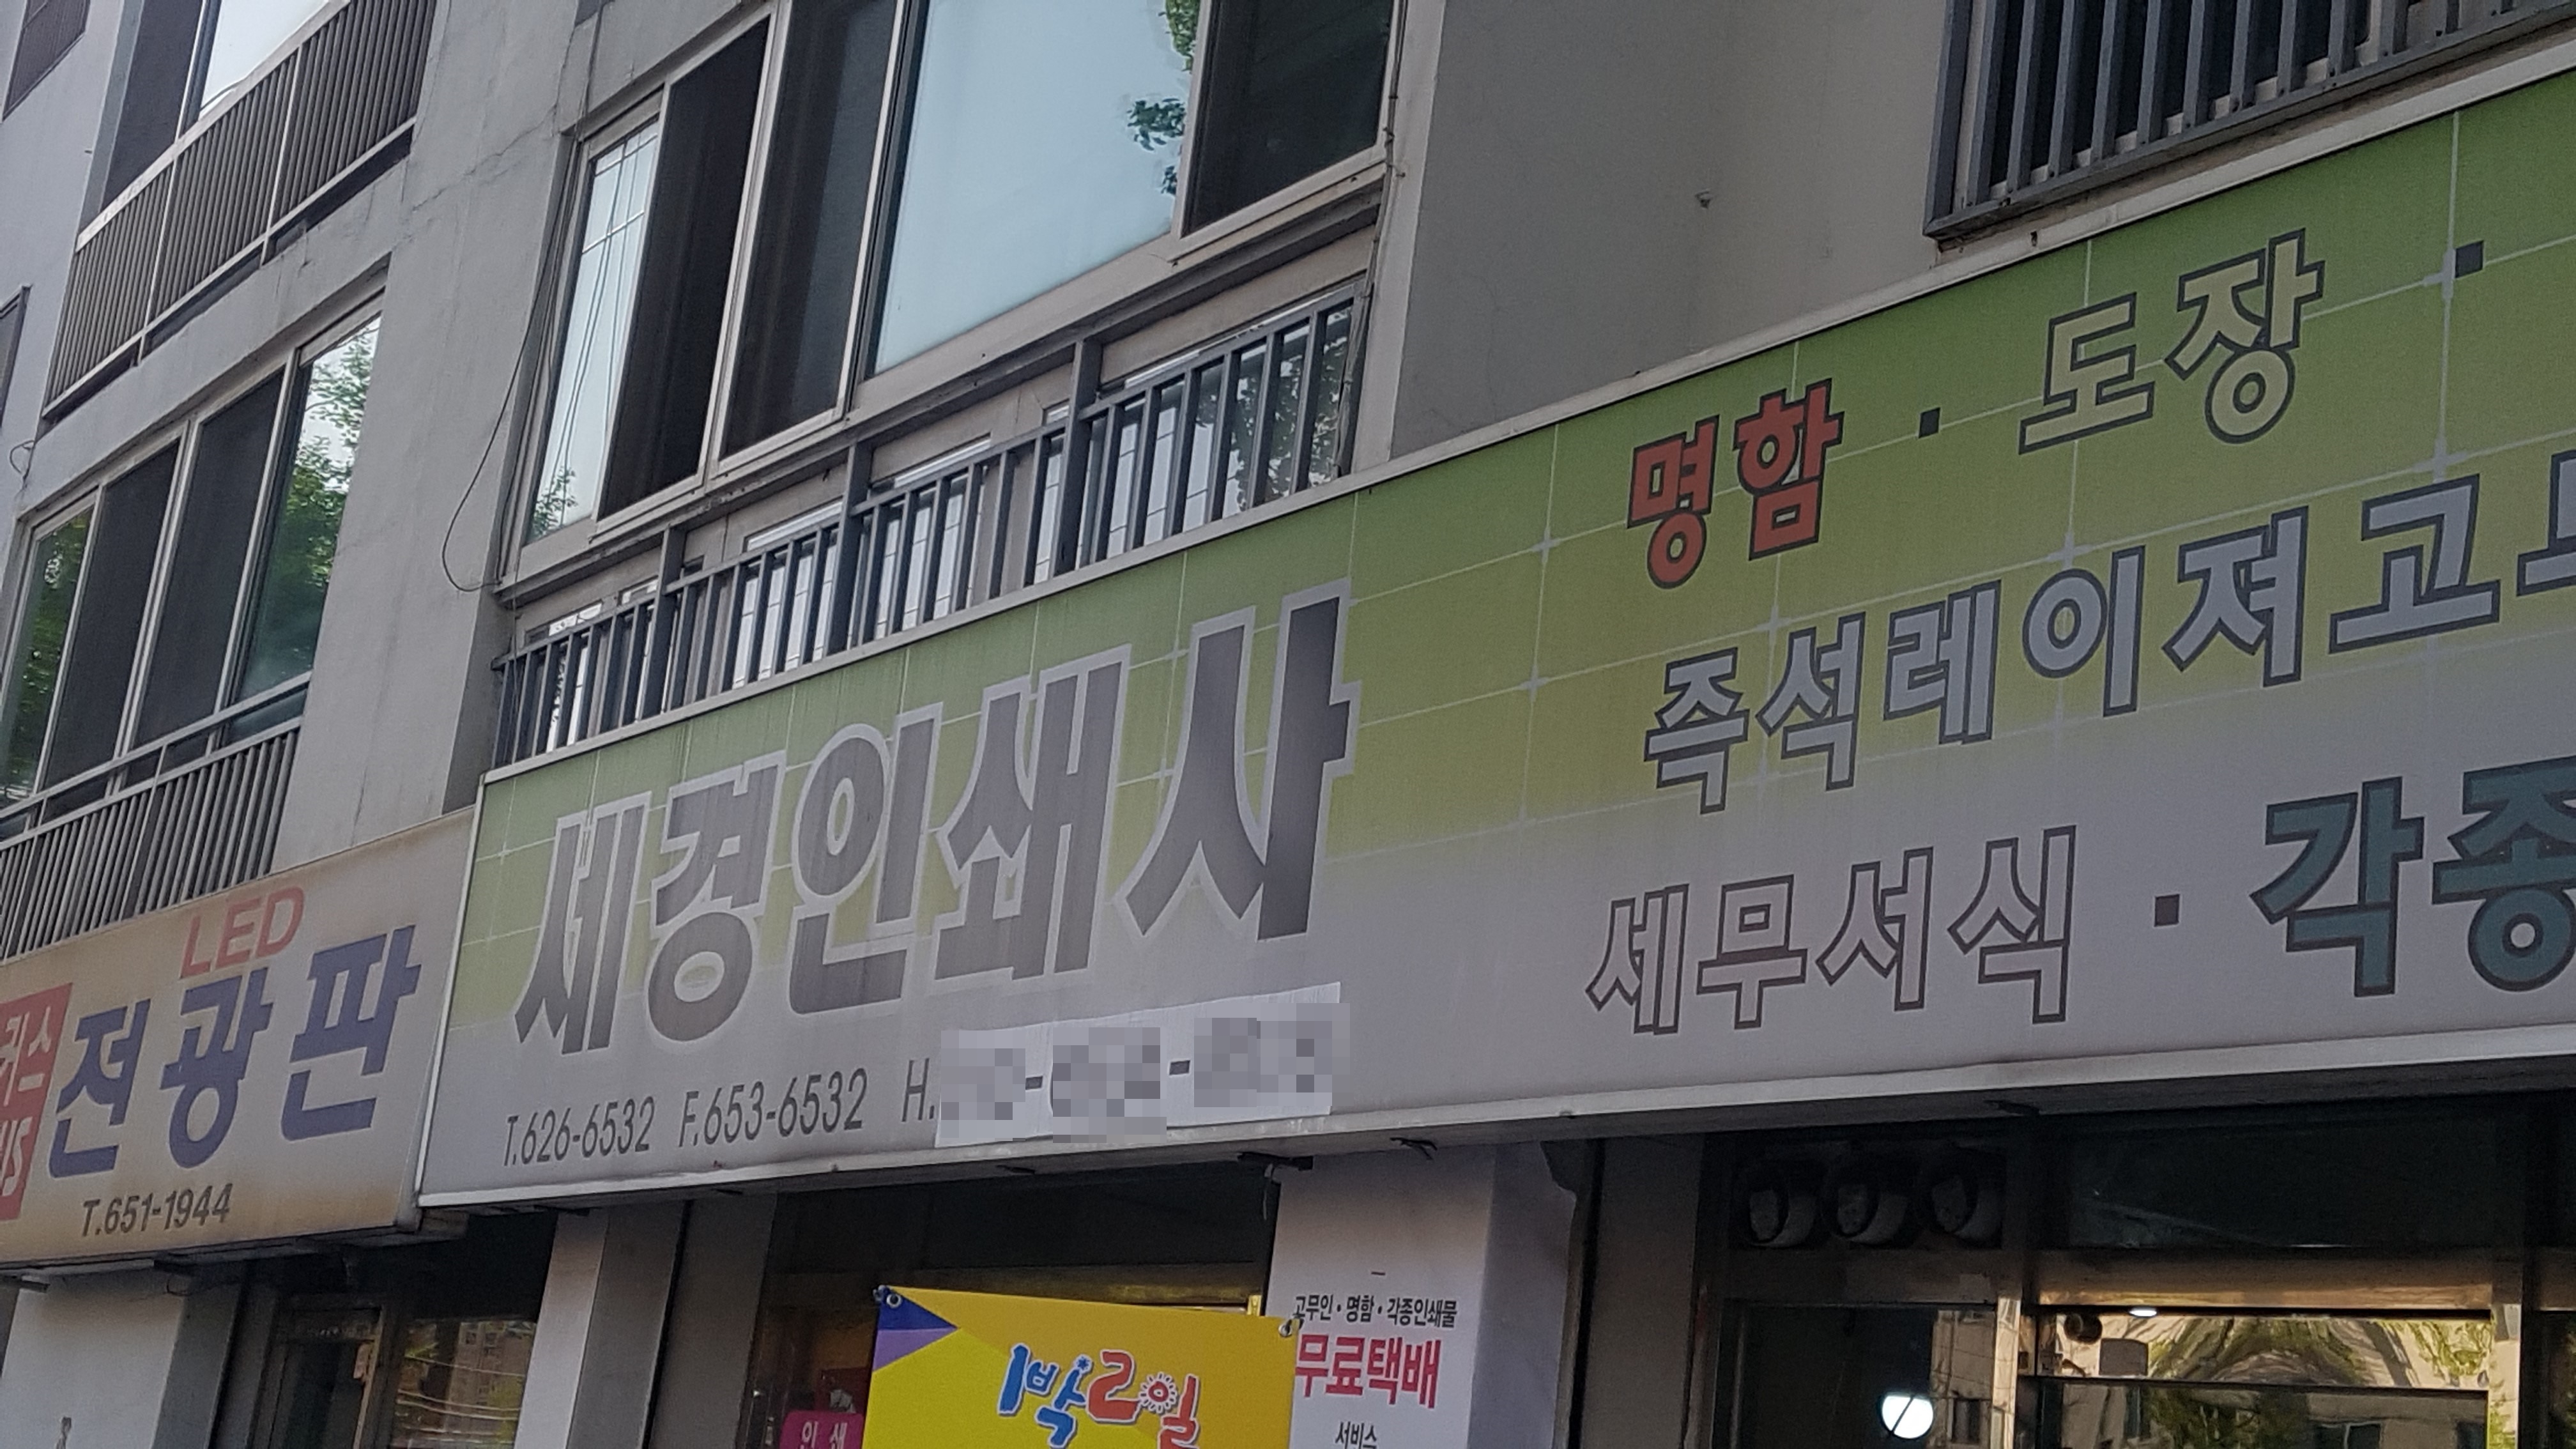 LED
전광판
T.651-1944
세경인쇄사
T.626-6532 F.653-6532 H.
명함 · 도장 ·
즉석레이져고
세무서식 · 각종
고무인 · 명함 · 각종인쇄물
무료택배
서비스
1박2일
인쇄